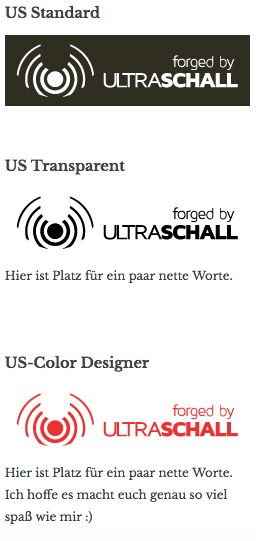 US Standard
forged by
ULTRASCHALL
US Transparent
forged by
ULTRASCHALL
Hier ist Platz für ein paar nette Worte.
US-Color Designer
forged by
ULTRASCHALL
Hier ist Platz für ein paar nette Worte.
Ich hoffe es macht euch genau so viel
spaß wie mir :)